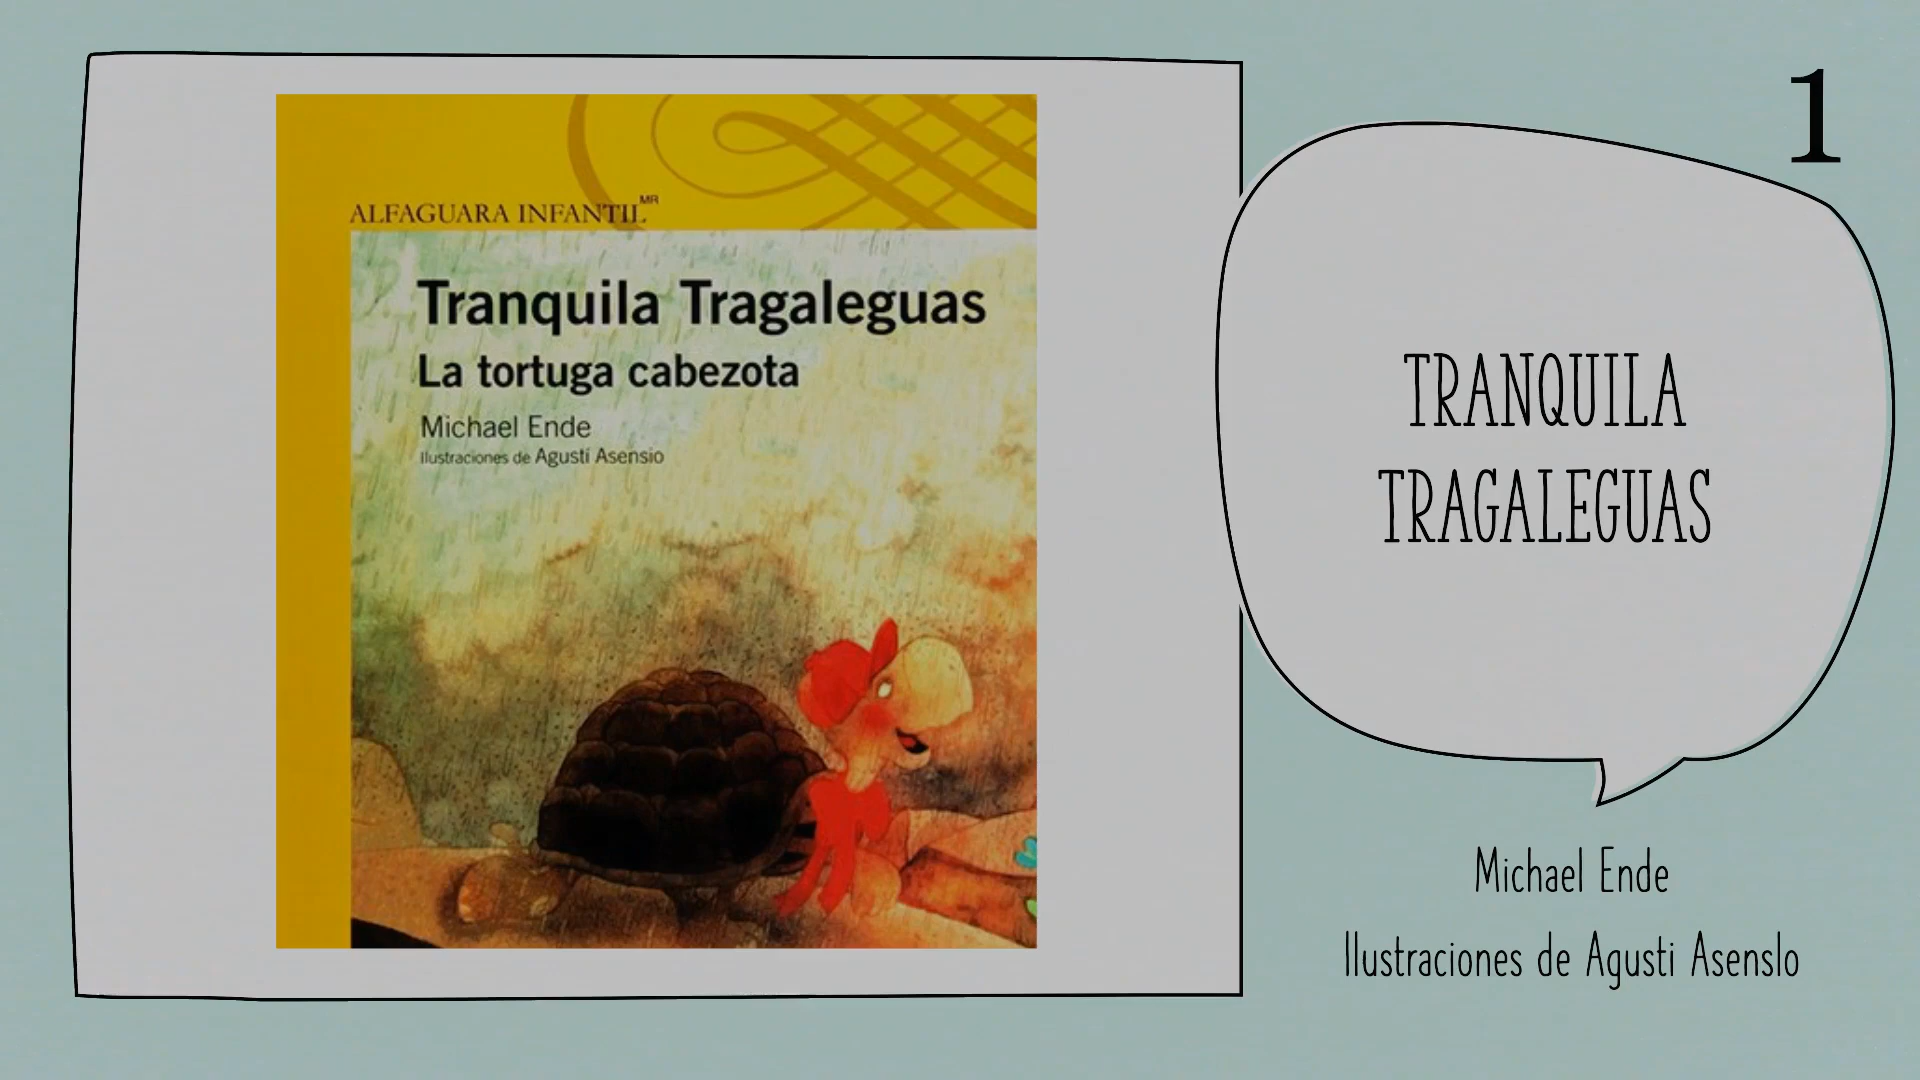 ALFAGUARA INFANTIL MR
Tranquila Tragaleguas
La tortuga cabezota
Michael Ende
Ilustraciones de Agustí Asensio
1
TRANQUILA
TRAGALEGUAS
Michael Ende
Ilustraciones de Agusti Asenslo